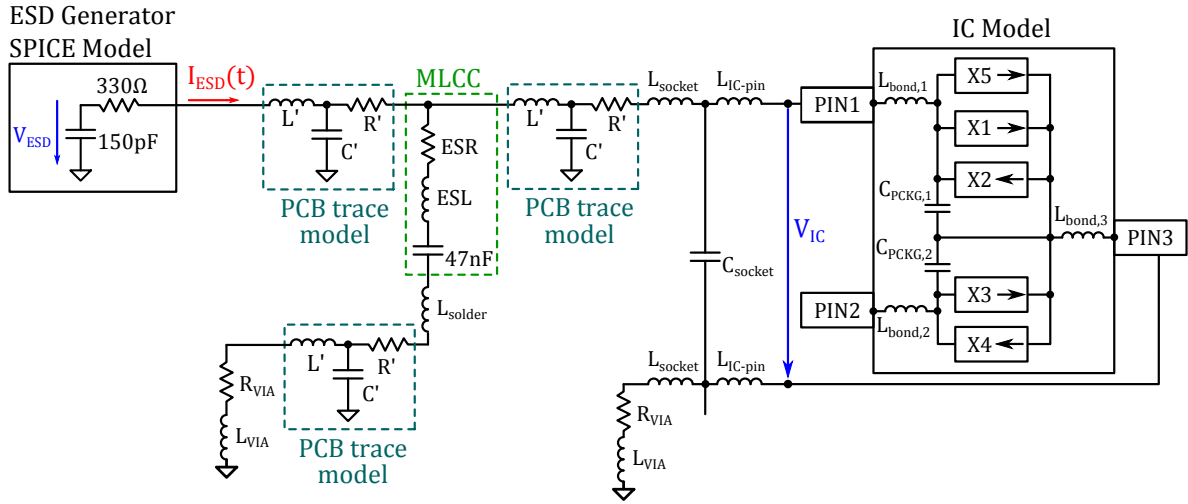 ESD Generator
SPICE Model
330Ω
150pF
V_ESD
I_ESD(t)
L'
C'
R'
PCB trace
model
MLCC
ESR
ESL
47nF
L_solder
L'
C'
R'
PCB trace
model
L'
C'
R'
PCB trace
model
R_VIA
L_VIA
L_socket
L_IC-pin
C_socket
V_IC
L_socket
L_IC-pin
R_VIA
L_VIA
IC Model
PIN1
L_bond,1
X5
X1
X2
C_PCKG,1
C_PCKG,2
L_bond,3
PIN3
PIN2
L_bond,2
X3
X4